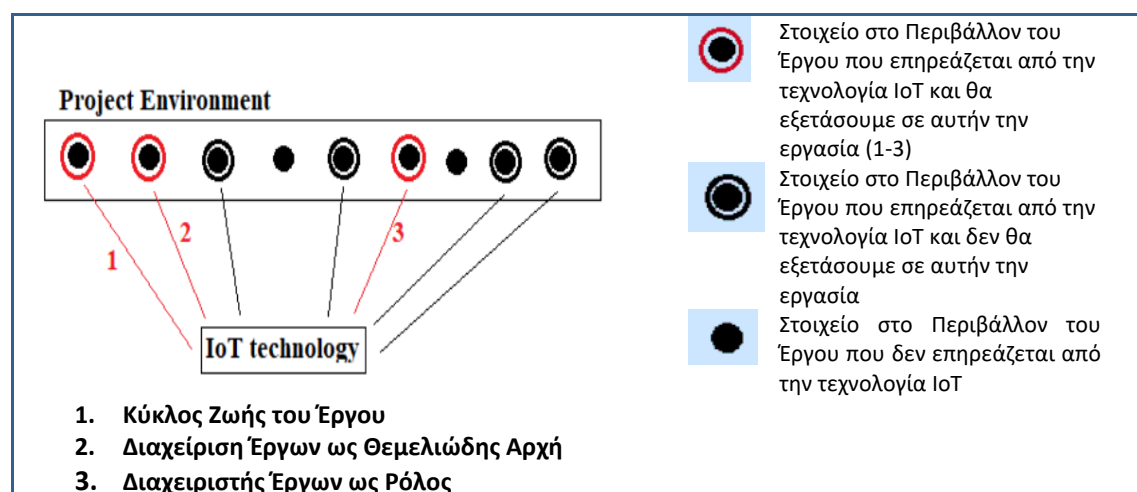 Project Environment
1
2
3
IoT technology
1. Κύκλος Ζωής του Έργου
2. Διαχείριση Έργων ως Θεμελιώδης Αρχή
3. Διαχειριστής Έργων ως Ρόλος
Στοιχείο στο Περιβάλλον του
Έργου που επηρεάζεται από την
τεχνολογία IoT και θα
εξετάσουμε σε αυτήν την
εργασία (1-3)
Στοιχείο στο Περιβάλλον του
Έργου που επηρεάζεται από την
τεχνολογία IoT και δεν θα
εξετάσουμε σε αυτήν την
εργασία
Στοιχείο στο Περιβάλλον του
Έργου που δεν επηρεάζεται από
την τεχνολογία IoT